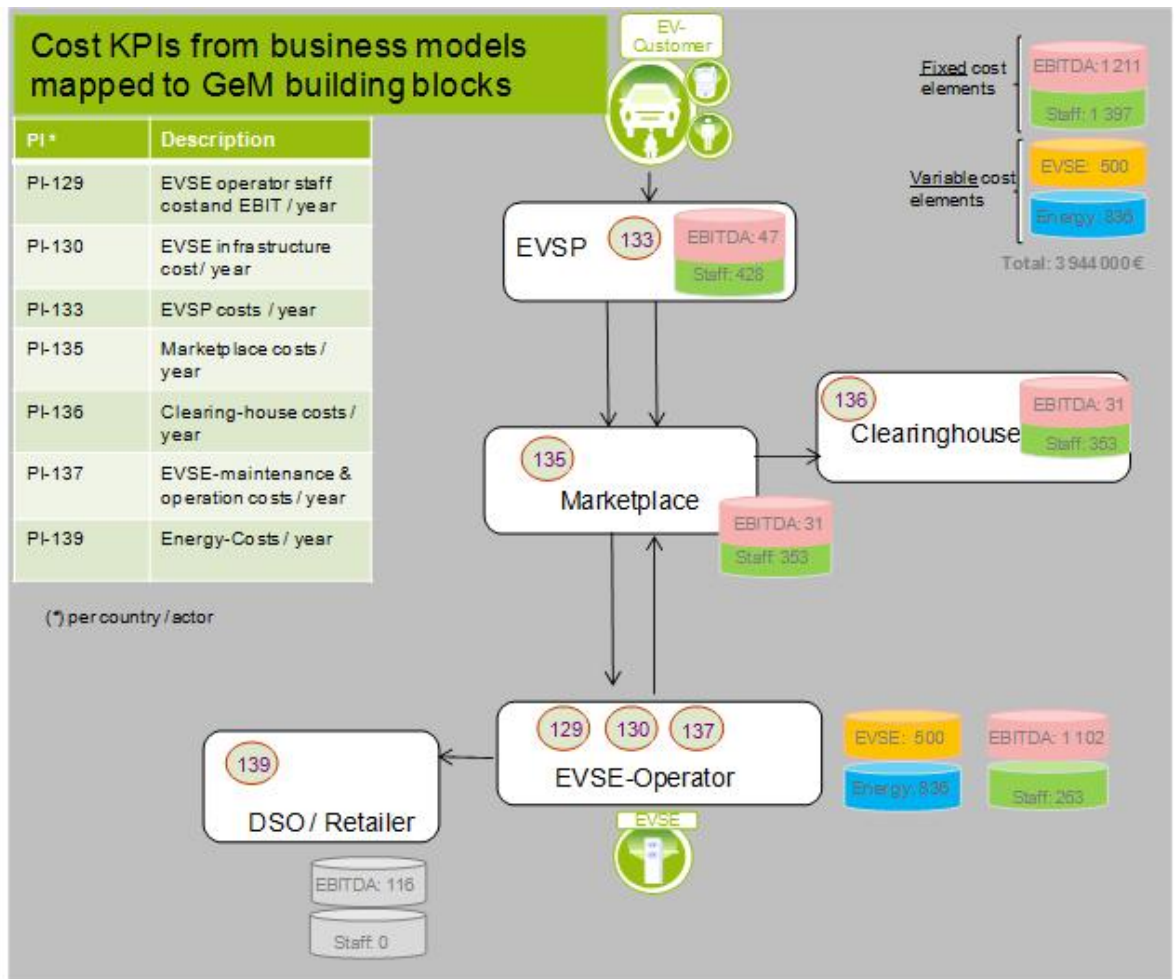 Cost KPIs from business models
mapped to GeM building blocks
EV-
Customer
Fixed cost
elements
EBITDA: 1 211
Staff: 1 397
Variable cost
elements
EVSE: 500
Energy: 836
Total: 3 944 000 €
PI * Description
PI-129 EVSE operator staff
cost and EBIT / year
PI-130 EVSE infrastructure
cost / year
PI-133 EVSP costs / year
PI-135 Marketplace costs /
year
PI-136 Clearing-house costs /
year
PI-137 EVSE-maintenance &
operation costs / year
PI-139 Energy-Costs / year
(*) per country / actor
EVSP
133
EBITDA: 47
Staff: 428
136
Clearinghouse
EBITDA: 31
Staff: 353
135
Marketplace
EBITDA: 31
Staff: 353
129 130 137
EVSE-Operator
EVSE: 500
EBITDA: 1 102
Energy: 836
Staff: 263
EVSE
139
DSO / Retailer
EBITDA: 116
Staff: 0